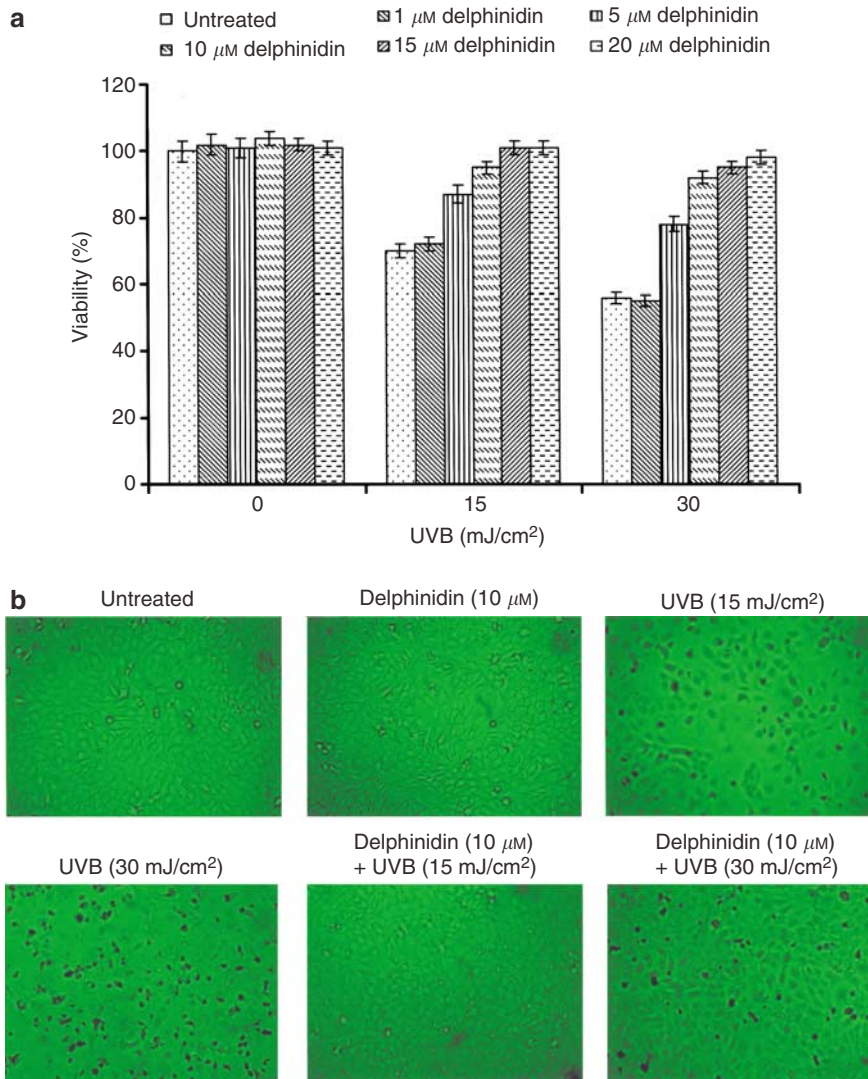 a
Untreated 1 μM delphinidin 5 μM delphinidin
10 μM delphinidin 15 μM delphinidin 20 μM delphinidin
120
100
80
60
40
20
0
Viability (%)
0 15 30
UVB (mJ/cm²)
b
Untreated Delphinidin (10 μM) UVB (15 mJ/cm²)
UVB (30 mJ/cm²) Delphinidin (10 μM) + UVB (15 mJ/cm²) Delphinidin (10 μM) + UVB (30 mJ/cm²)